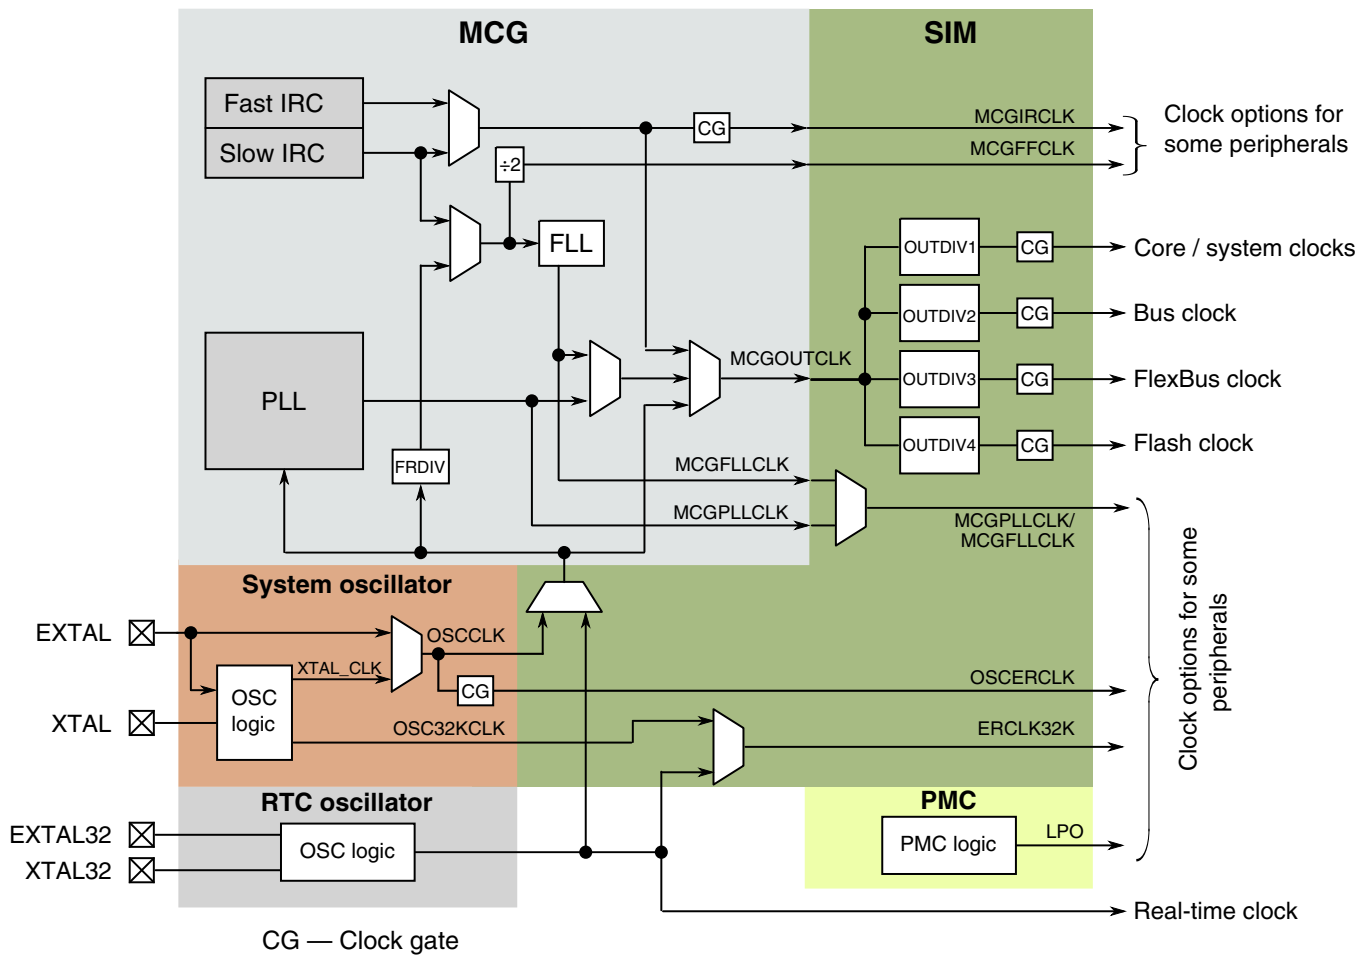 MCG
SIM
Fast IRC
Slow IRC
CG
MCGIRCLK
MCGFFCLK
Clock options for
some peripherals
÷2
FLL
OUTDIV1
CG
Core / system clocks
OUTDIV2
CG
Bus clock
PLL
MCGOUTCLK
OUTDIV3
CG
FlexBus clock
OUTDIV4
CG
Flash clock
FRDIV
MCGFLLCLK
MCGPLLCLK
MCGPLLCLK/
MCGFLLCLK
Clock options for some
peripherals
System oscillator
EXTAL
OSCCLK
XTAL_CLK
OSC
logic
CG
OSCERCLK
XTAL
OSC32KCLK
ERCLK32K
RTC oscillator
PMC
EXTAL32
XTAL32
OSC logic
PMC logic
LPO
Real-time clock
CG — Clock gate